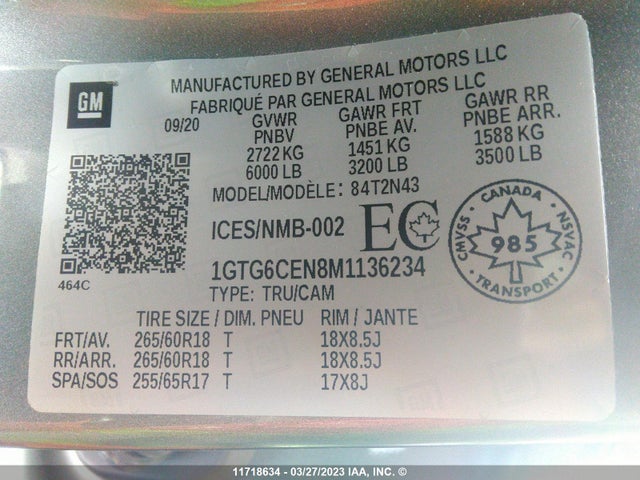 GM
MANUFACTURED BY GENERAL MOTORS LLC
FABRIQUÉ PAR GENERAL MOTORS LLC
09/20 GVWR GAWR FRT GAWR RR
PNBV PNBE AV. PNBE ARR.
2722 KG 1451 KG 1588 KG
6000 LB 3200 LB 3500 LB
MODEL/MODÈLE: 84T2N43
ICES/NMB-002 EC
CANADA
CMVSS 985 NSVAC
TRANSPORT
1GTG6CEN8M1136234
464C
TYPE: TRU/CAM
TIRE SIZE / DIM. PNEU RIM / JANTE
FRT/AV. 265/60R18 T 18X8.5J
RR/ARR. 265/60R18 T 18X8.5J
SPA/SOS 255/65R17 T 17X8J
11718634 - 03/27/2023 IAA, INC. ©